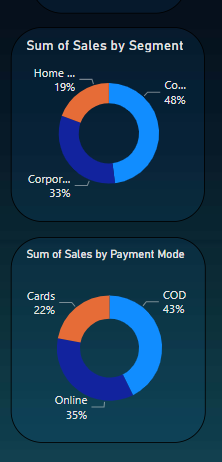 Sum of Sales by Segment
Home ...
19%
Co...
48%
Corpor...
33%
Sum of Sales by Payment Mode
Cards
22%
COD
43%
Online
35%